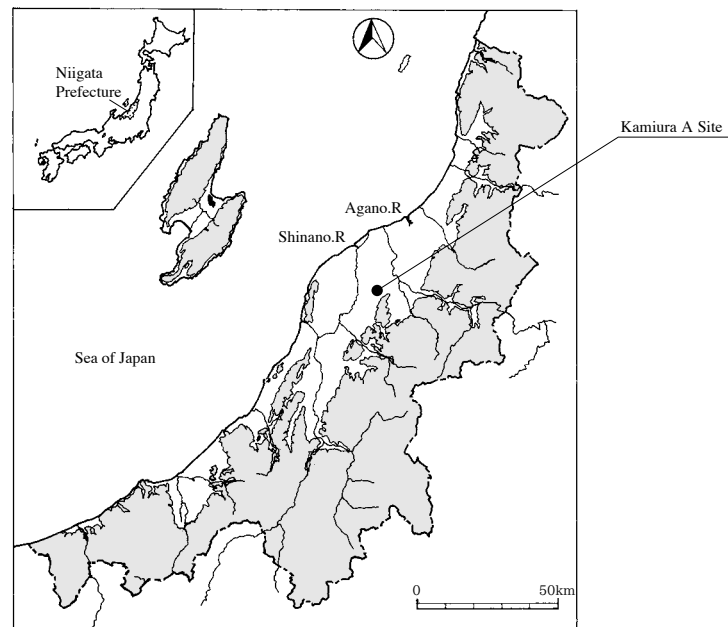 Niigata
Prefecture
Kamiura A Site
Agano.R
Shinano.R
Sea of Japan
0 50km